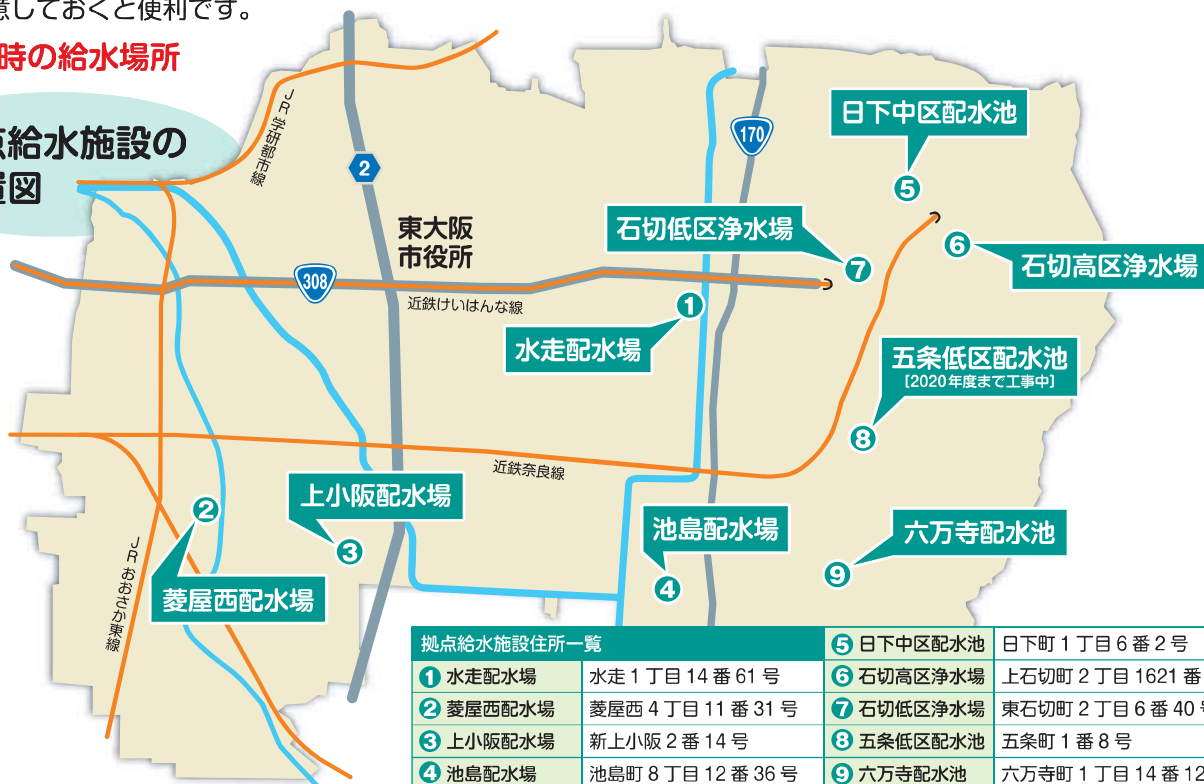 意しておくと便利です。
時の給水場所
点給水施設の
置図
JR学研都市線
2
170
日下中区配水池
5
東大阪
市役所
石切低区浄水場
7
6
石切高区浄水場
308
近鉄けいはんな線
1
水走配水場
五条低区配水池
[2020年度まで工事中]
8
近鉄奈良線
上小阪配水場
2
3
池島配水場
六万寺配水池
JRおおさか東線
菱屋西配水場
4
9
拠点給水施設住所一覧
1 水走配水場 水走1丁目14番61号
2 菱屋西配水場 菱屋西4丁目11番31号
3 上小阪配水場 新上小阪2番14号
4 池島配水場 池島町8丁目12番36号
5 日下中区配水池 日下町1丁目6番2号
6 石切高区浄水場 上石切町2丁目1621番
7 石切低区浄水場 東石切町2丁目6番40号
8 五条低区配水池 五条町1番8号
9 六万寺配水池 六万寺町1丁目14番